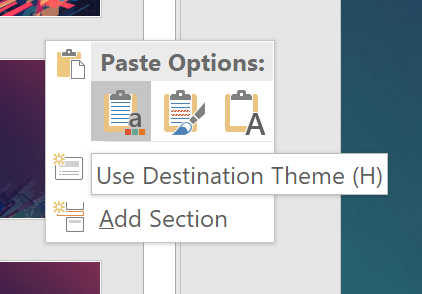 Paste Options:
a
A
Use Destination Theme (H)
Add Section